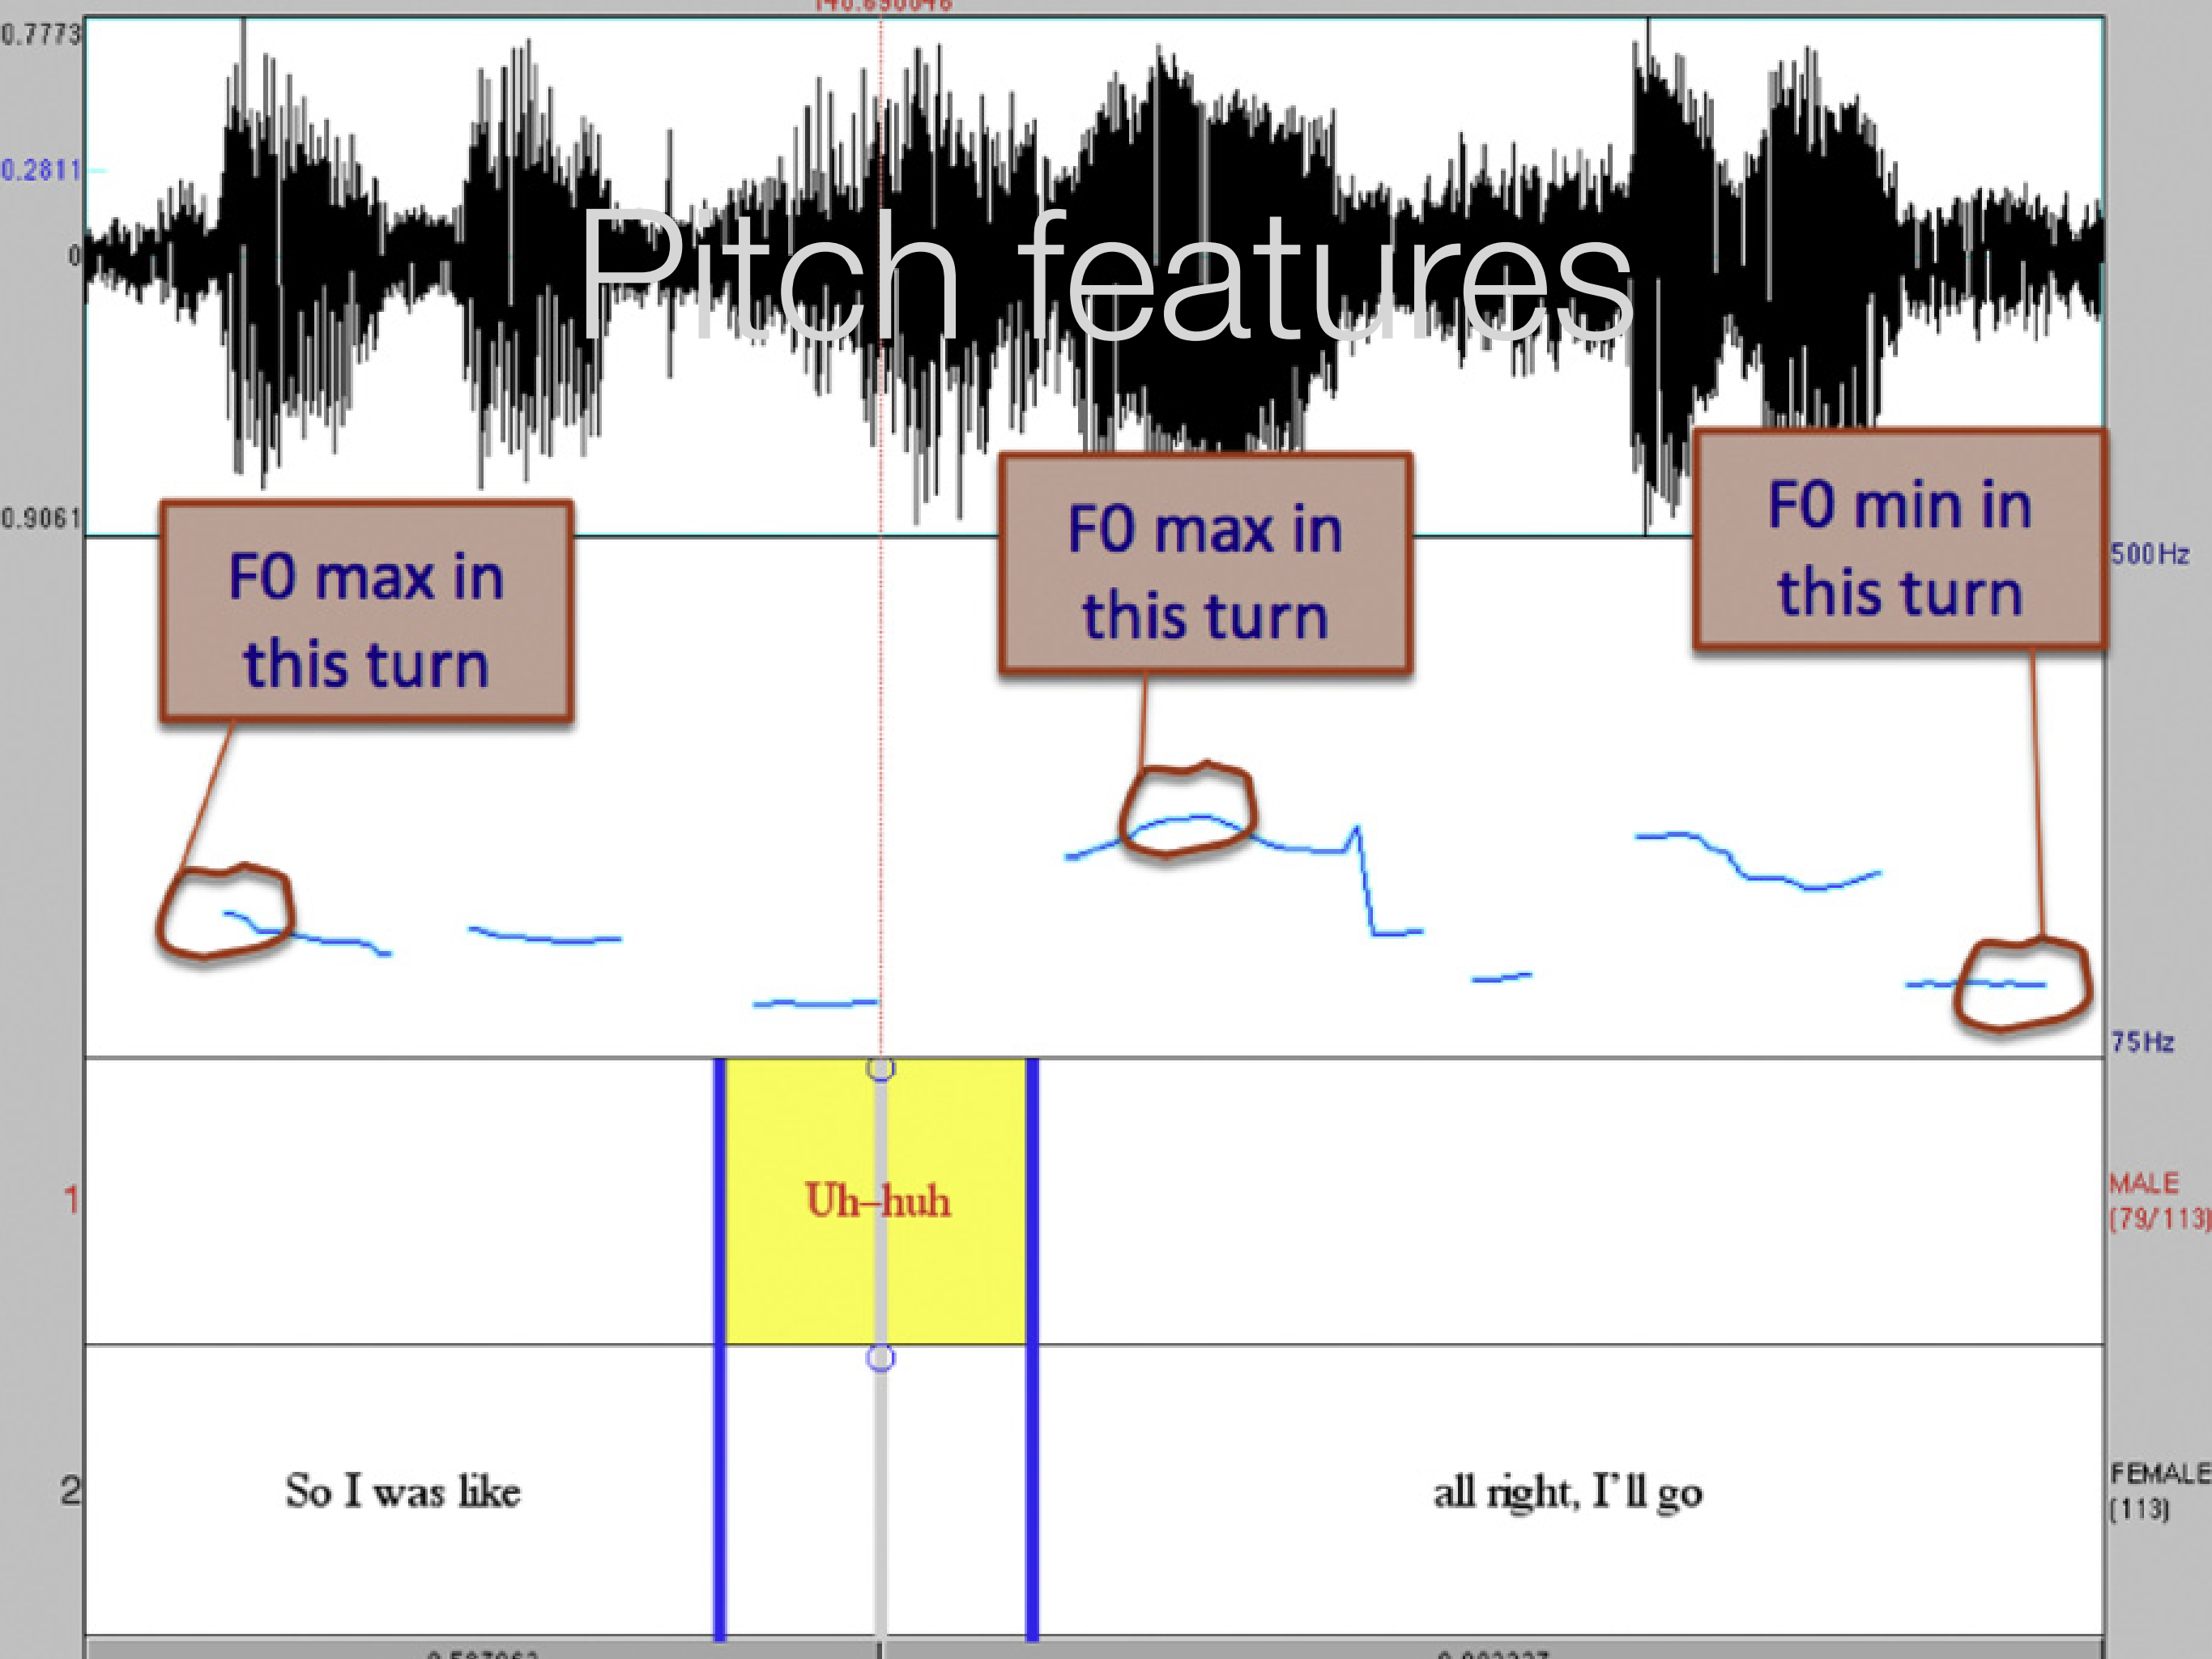 0.7773
0.2811
0
0.9061
Pitch features
F0 max in
this turn
F0 max in
this turn
F0 min in
this turn
500Hz
75Hz
1
Uh-huh
MALE
(79/113)
2
So I was like
all right, I'll go
FEMALE
(113)